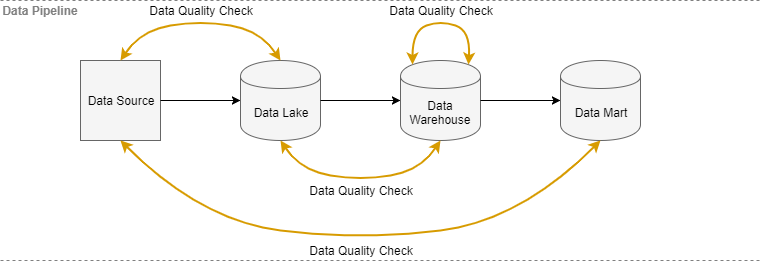 Data Pipeline
Data Quality Check
Data Quality Check
Data Source
Data Lake
Data
Warehouse
Data Mart
Data Quality Check
Data Quality Check